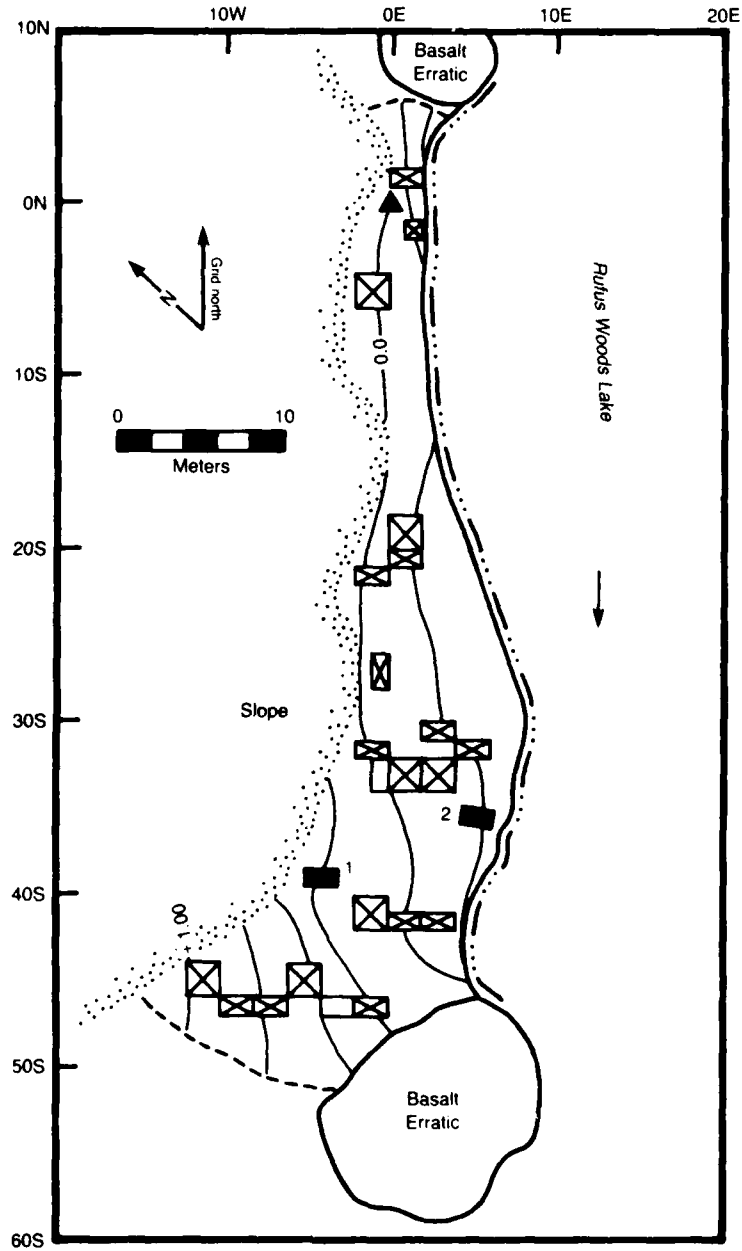 10W
0E
10E
20E
10N
Basalt
Erratic
0N
Grid north
N
Rufus Woods Lake
0.0
10S
0
10
Meters
20S
Slope
30S
2
1
40S
+1.00
Basalt
Erratic
50S
60S